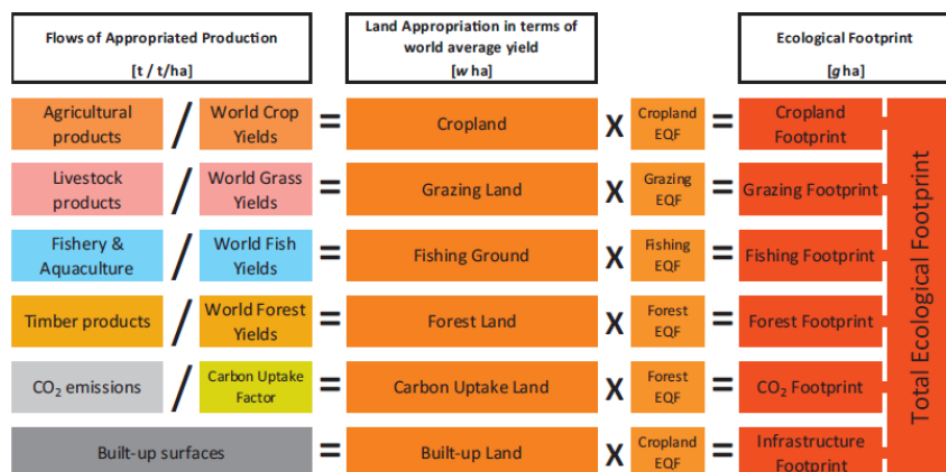 Flows of Appropriated Production
[t / t/ha]
Land Appropriation in terms of
world average yield
[w ha]
Ecological Footprint
[g ha]
Agricultural
products
/
World Crop
Yields
=
Cropland
X
Cropland
EQF
=
Cropland
Footprint
Livestock
products
/
World Grass
Yields
=
Grazing Land
X
Grazing
EQF
=
Grazing Footprint
Fishery &
Aquaculture
/
World Fish
Yields
=
Fishing Ground
X
Fishing
EQF
=
Fishing Footprint
Timber products
/
World Forest
Yields
=
Forest Land
X
Forest
EQF
=
Forest Footprint
CO₂ emissions
/
Carbon Uptake
Factor
=
Carbon Uptake Land
X
Forest
EQF
=
CO₂ Footprint
Built-up surfaces
=
Built-up Land
X
Cropland
EQF
=
Infrastructure
Footprint
Total Ecological Footprint